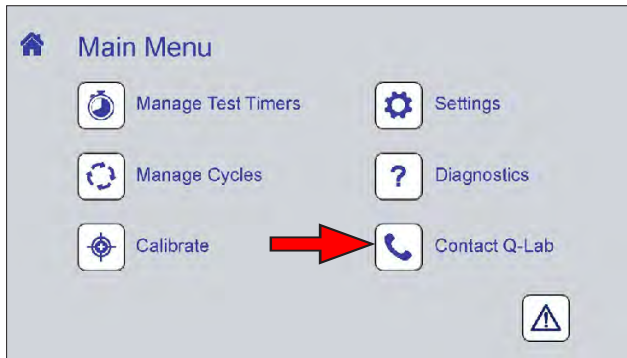 Main Menu
Manage Test Timers
Settings
Manage Cycles
?
Diagnostics
Calibrate
Contact Q-Lab